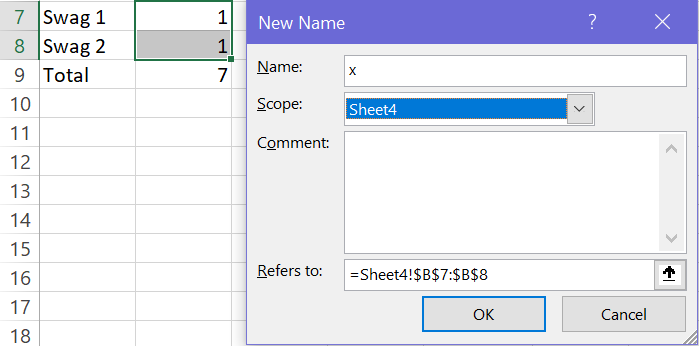 7 Swag 1 1
8 Swag 2 1
9 Total 7
10
11
12
13
14
15
16
17
18
New Name ?
Name: x
Scope: Sheet4
Comment:
Refers to: =Sheet4!$B$7:$B$8
OK Cancel